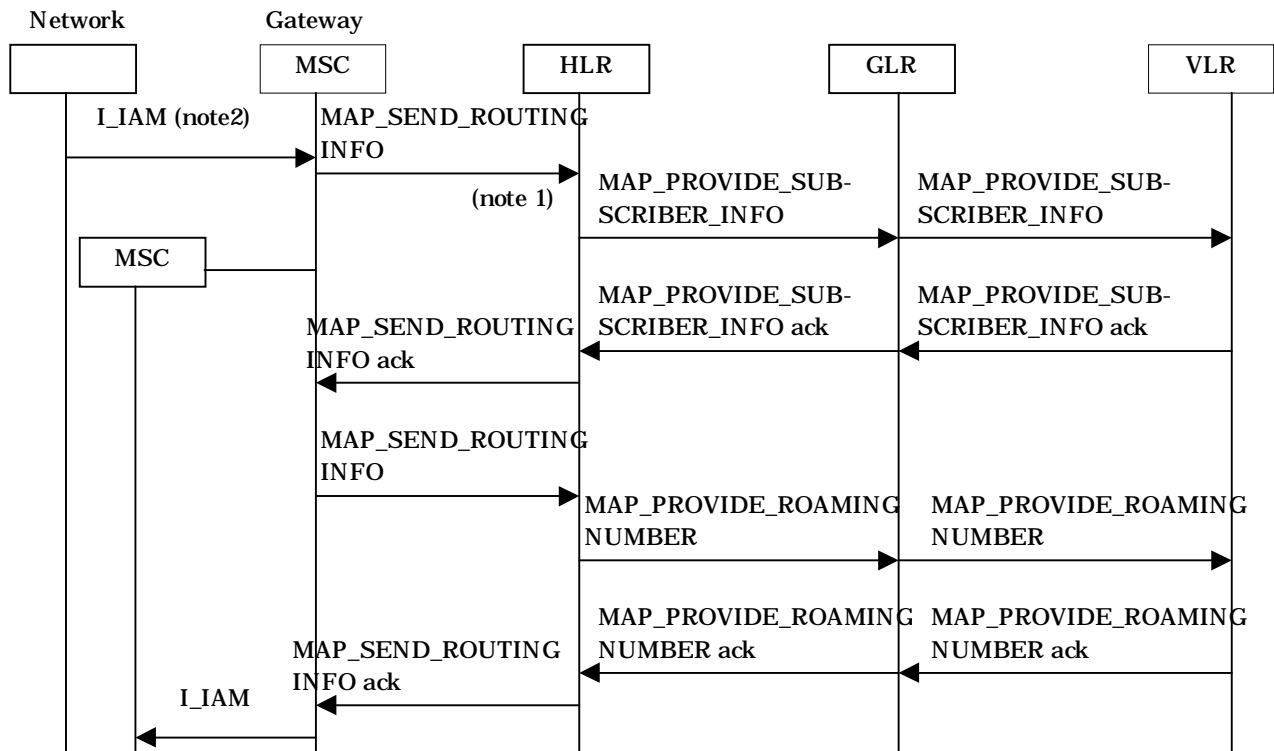 Network
Gateway
MSC
HLR
GLR
VLR
I_IAM (note2)
MAP_SEND_ROUTING
INFO
(note 1)
MAP_PROVIDE_SUB-
SCRIBER_INFO
MAP_PROVIDE_SUB-
SCRIBER_INFO
MSC
MAP_PROVIDE_SUB-
SCRIBER_INFO ack
MAP_PROVIDE_SUB-
SCRIBER_INFO ack
MAP_SEND_ROUTING
INFO ack
MAP_SEND_ROUTING
INFO
MAP_PROVIDE_ROAMING
NUMBER
MAP_PROVIDE_ROAMING
NUMBER
MAP_PROVIDE_ROAMING
NUMBER ack
MAP_PROVIDE_ROAMING
NUMBER ack
MAP_SEND_ROUTING
INFO ack
I_IAM